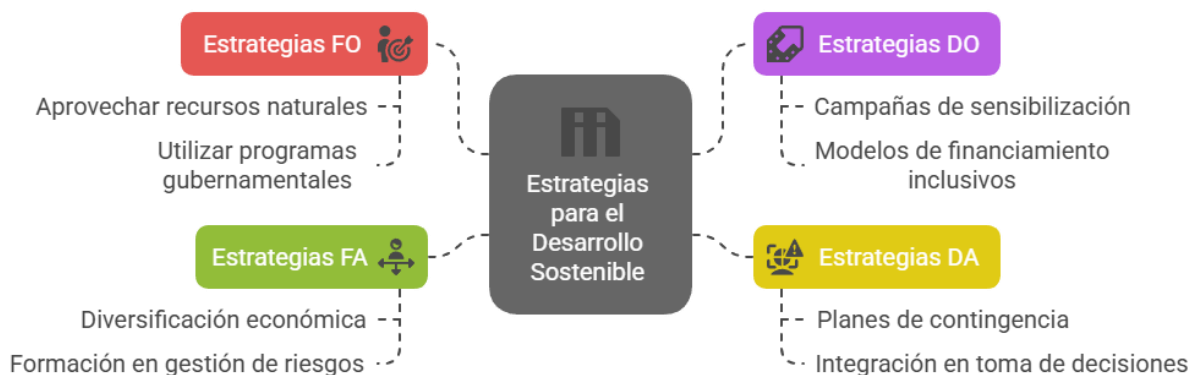 Estrategias FO
Aprovechar recursos naturales
Utilizar programas
gubernamentales
Estrategias FA
Diversificación económica
Formación en gestión de riesgos
Estrategias
para el
Desarrollo
Sostenible
Estrategias DO
Campañas de sensibilización
Modelos de financiamiento
inclusivos
Estrategias DA
Planes de contingencia
Integración en toma de decisiones